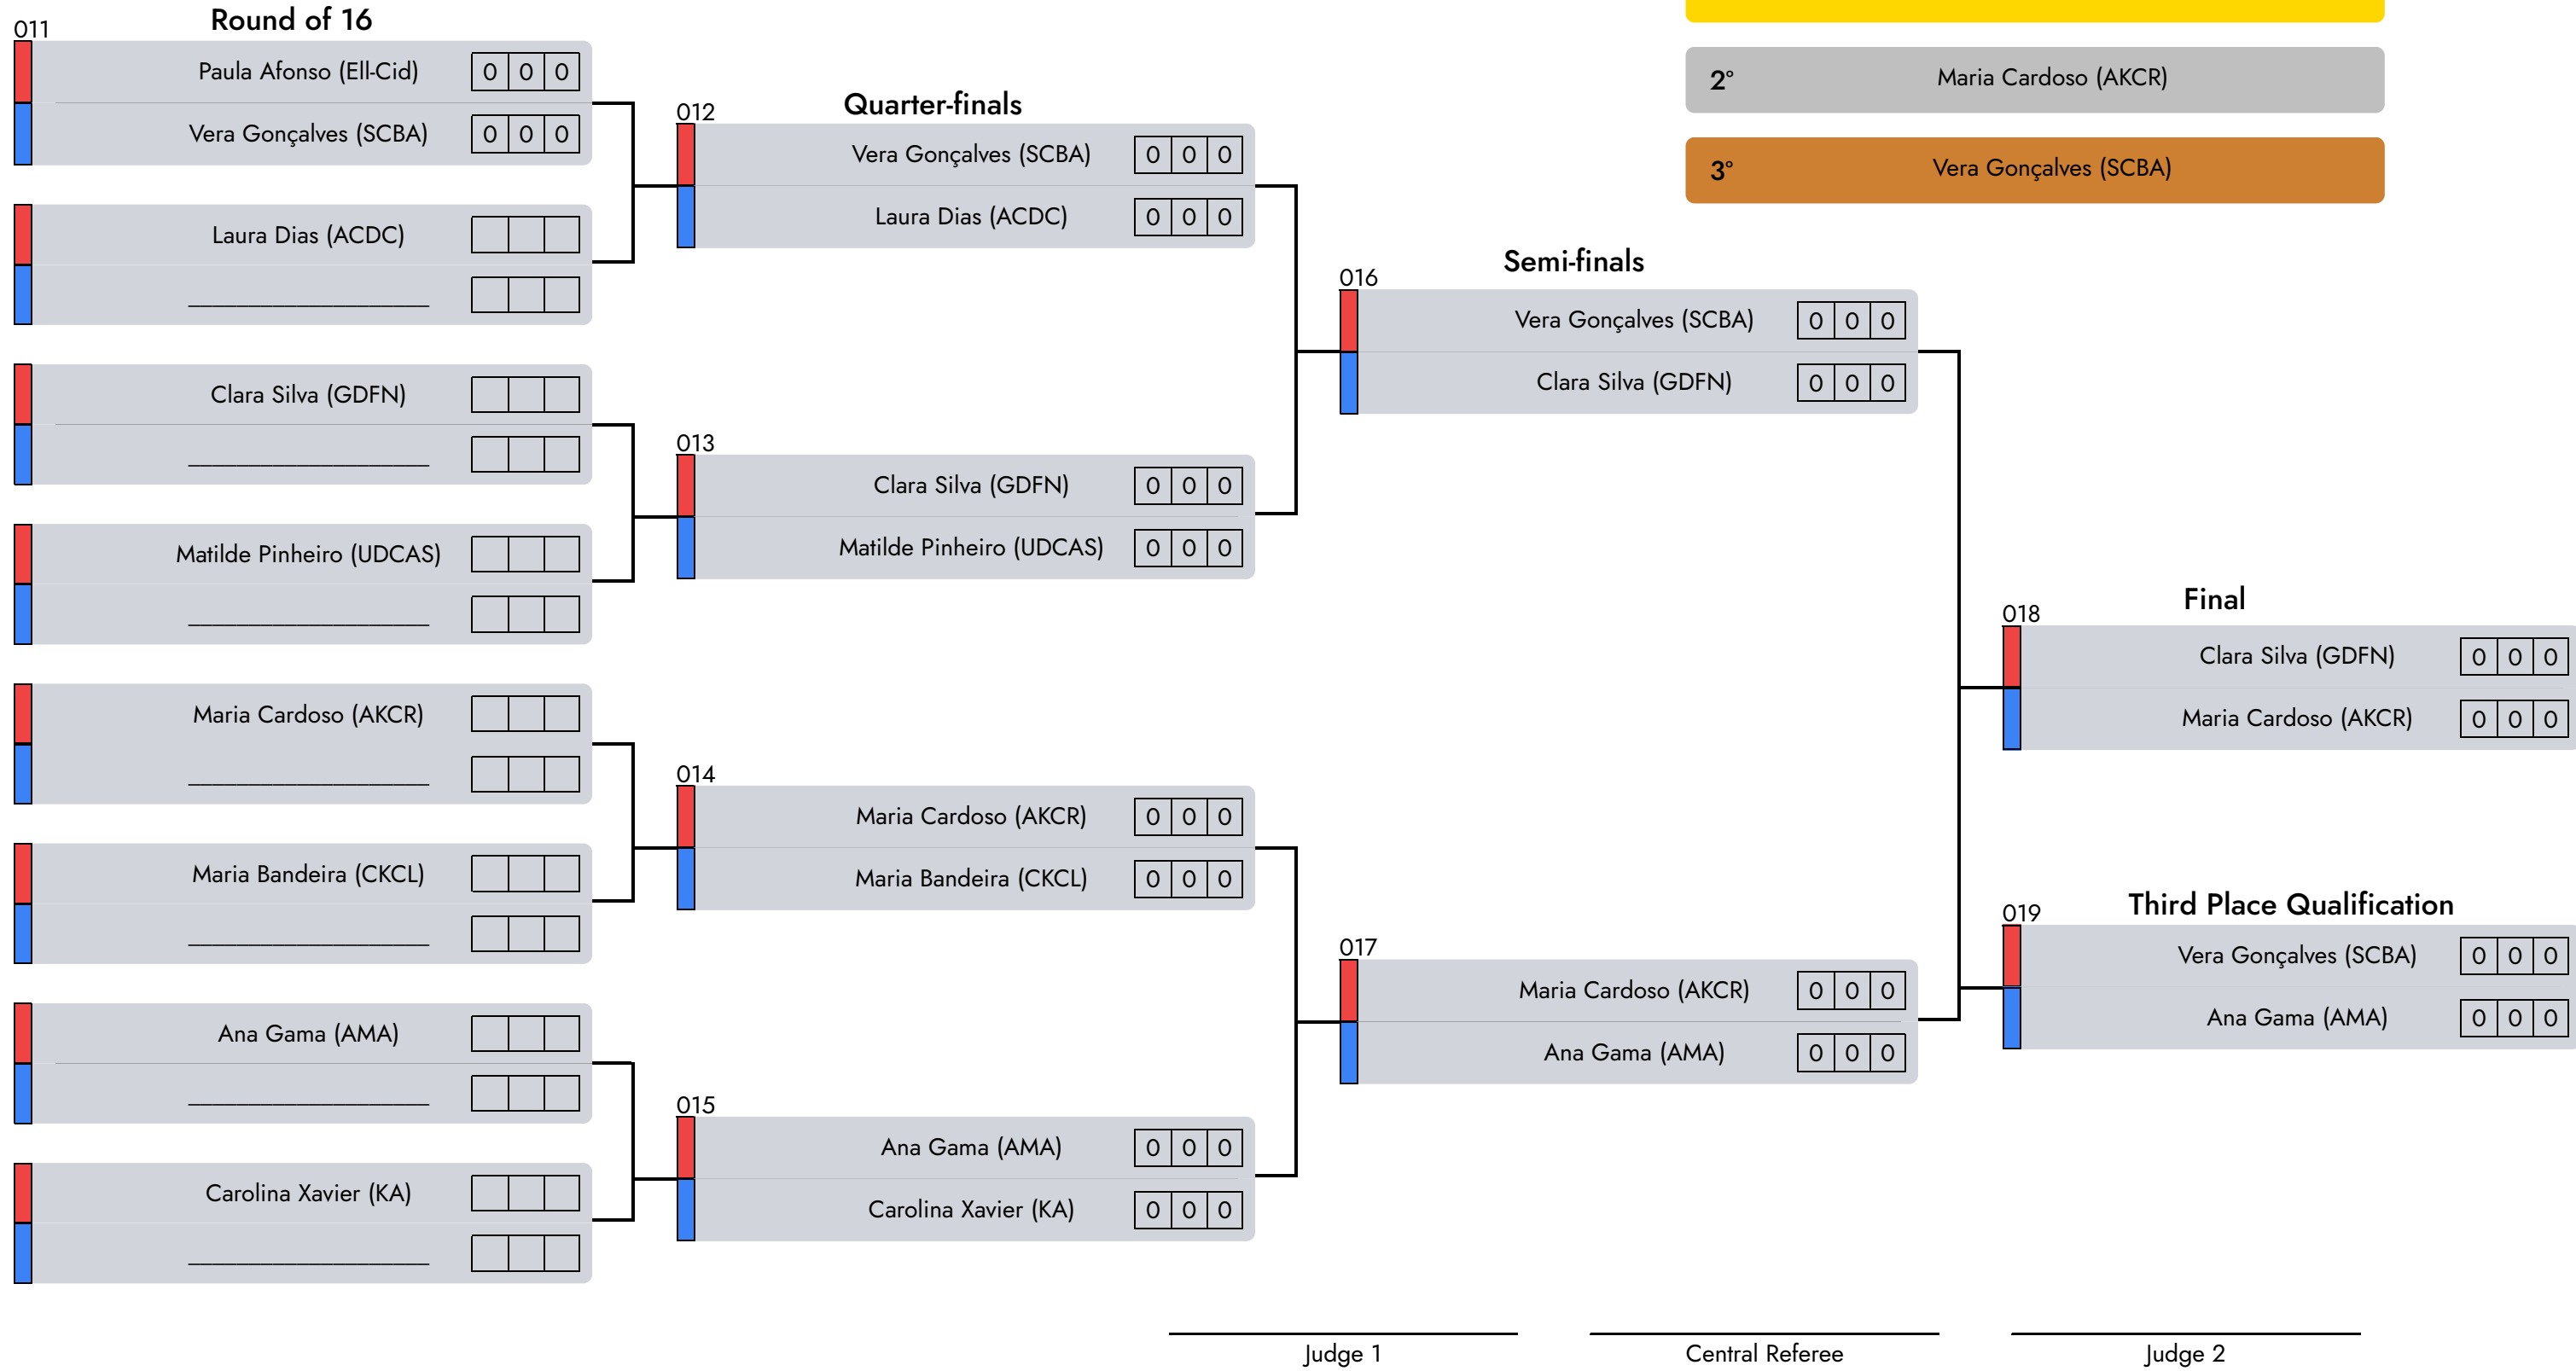 Round of 16
011
Paula Afonso (Ell-Cid) 0 0 0
Vera Gonçalves (SCBA) 0 0 0
Laura Dias (ACDC)
Clara Silva (GDFN)
Matilde Pinheiro (UDCAS)
Maria Cardoso (AKCR)
Maria Bandeira (CKCL)
Ana Gama (AMA)
Carolina Xavier (KA)
Quarter-finals
012
Vera Gonçalves (SCBA) 0 0 0
Laura Dias (ACDC) 0 0 0
013
Clara Silva (GDFN) 0 0 0
Matilde Pinheiro (UDCAS) 0 0 0
014
Maria Cardoso (AKCR) 0 0 0
Maria Bandeira (CKCL) 0 0 0
015
Ana Gama (AMA) 0 0 0
Carolina Xavier (KA) 0 0 0
2° Maria Cardoso (AKCR)
3° Vera Gonçalves (SCBA)
Semi-finals
016
Vera Gonçalves (SCBA) 0 0 0
Clara Silva (GDFN) 0 0 0
017
Maria Cardoso (AKCR) 0 0 0
Ana Gama (AMA) 0 0 0
Final
018
Clara Silva (GDFN) 0 0 0
Maria Cardoso (AKCR) 0 0 0
Third Place Qualification
019
Vera Gonçalves (SCBA) 0 0 0
Ana Gama (AMA) 0 0 0
Judge 1
Central Referee
Judge 2